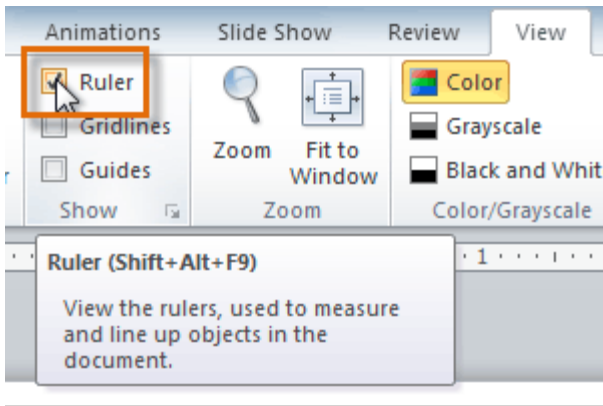 Animations Slide Show Review View
Ruler
Gridlines
Guides
Zoom
Fit to
Window
Color
Grayscale
Black and Whit
Show Zoom Color/Grayscale
1
Ruler (Shift+Alt+F9)
View the rulers, used to measure
and line up objects in the
document.